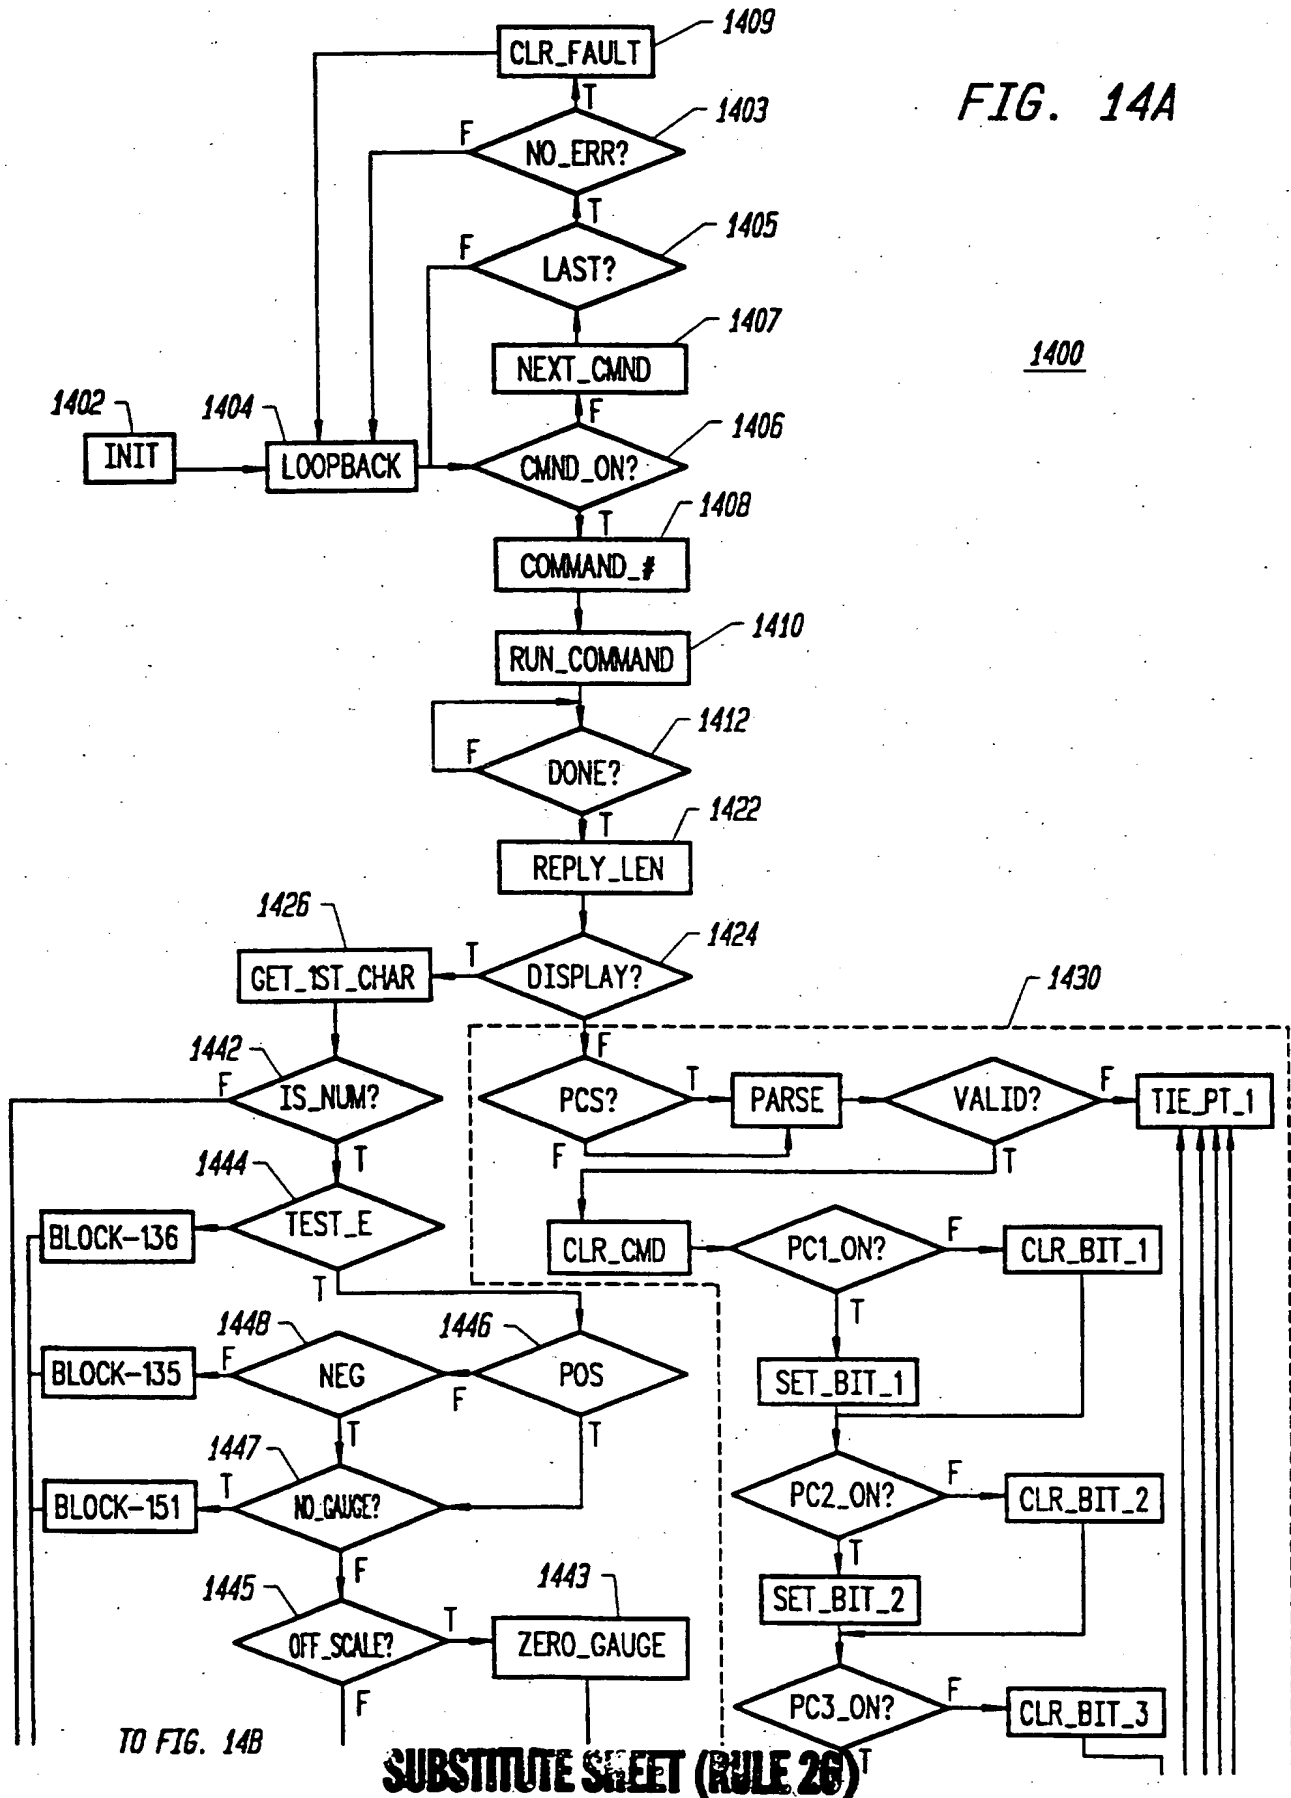 1409
CLR_FAULT
FIG. 14A
T
1403
F
NO_ERR?
T
1405
F
LAST?
1407
NEXT_CMND
1400
F
1402
1404
1406
INIT
LOOPBACK
CMND_ON?
T
1408
COMMAND_#
1410
RUN_COMMAND
1412
F
DONE?
T
1422
REPLY_LEN
1426
1424
T
GET_1ST_CHAR
DISPLAY?
1430
F
1442
F
IS_NUM?
PCS?
T
PARSE
VALID?
F
TIE_PT_1
T
F
T
1444
TEST_E
BLOCK-136
CLR_CMD
PC1_ON?
F
CLR_BIT_1
T
T
1448
1446
BLOCK-135
F
NEG
F
POS
SET_BIT_1
T
T
1447
BLOCK-151
T
NO_GAUGE?
PC2_ON?
F
CLR_BIT_2
F
T
1445
1443
SET_BIT_2
OFF_SCALE?
T
ZERO_GAUGE
F
PC3_ON?
F
CLR_BIT_3
TO FIG. 14B
T
SUBSTITUTE SHEET (RULE 26)